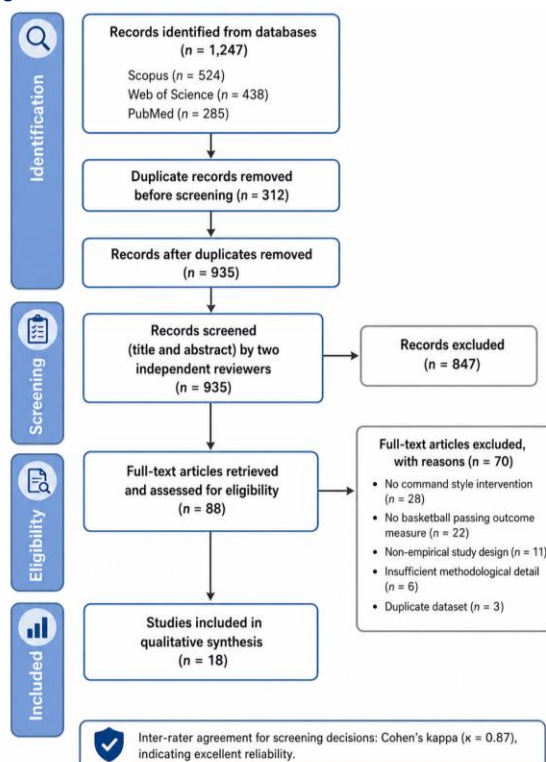 Identification
Records identified from databases
(n = 1,247)
Scopus (n = 524)
Web of Science (n = 438)
PubMed (n = 285)
Duplicate records removed
before screening (n = 312)
Records after duplicates removed
(n = 935)
Screening
Records screened
(title and abstract) by two
independent reviewers
(n = 935)
Records excluded
(n = 847)
Eligibility
Full-text articles retrieved
and assessed for eligibility
(n = 88)
Full-text articles excluded,
with reasons (n = 70)
• No command style intervention
(n = 28)
• No basketball passing outcome
measure (n = 22)
• Non-empirical study design (n = 11)
• Insufficient methodological detail
(n = 6)
• Duplicate dataset (n = 3)
Included
Studies included in
qualitative synthesis
(n = 18)
Inter-rater agreement for screening decisions: Cohen's kappa (κ = 0.87),
indicating excellent reliability.